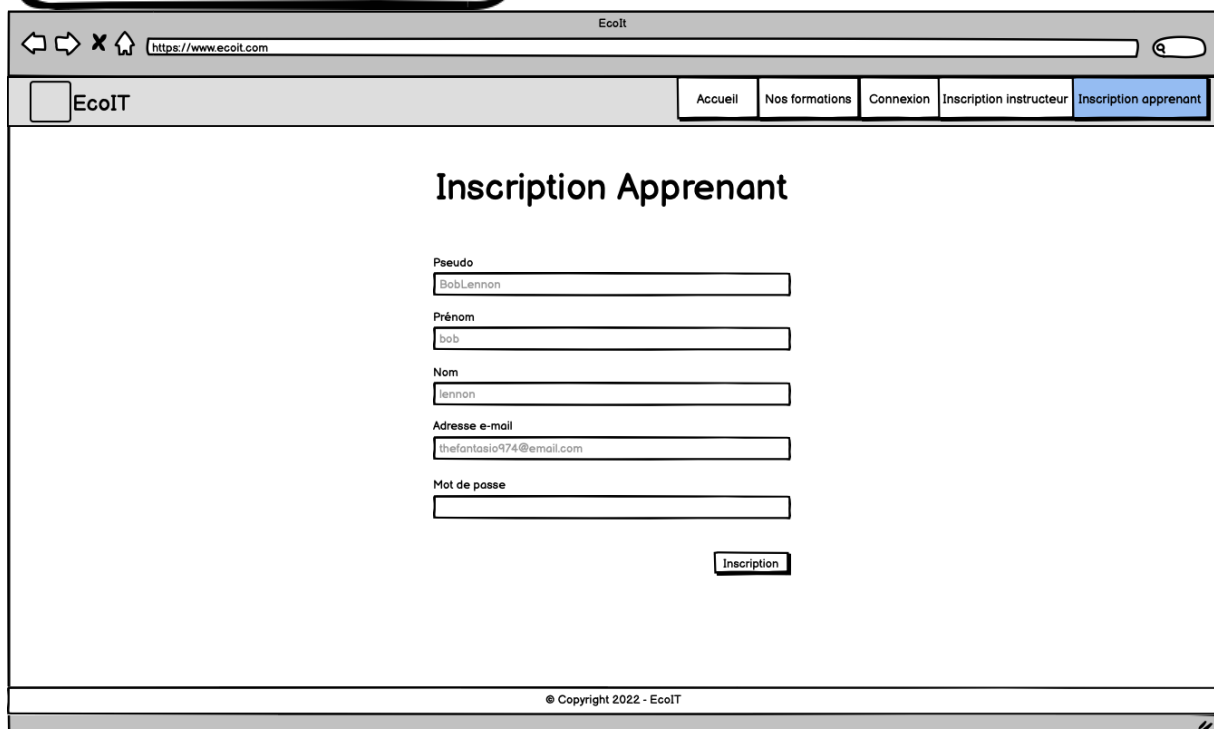 EcoIt
https://www.ecoit.com
EcoIT
Accueil
Nos formations
Connexion
Inscription instructeur
Inscription apprenant
Inscription Apprenant
Pseudo
BobLennon
Prénom
bob
Nom
lennon
Adresse e-mail
thefantasio974@email.com
Mot de passe
Inscription
© Copyright 2022 - EcoIT